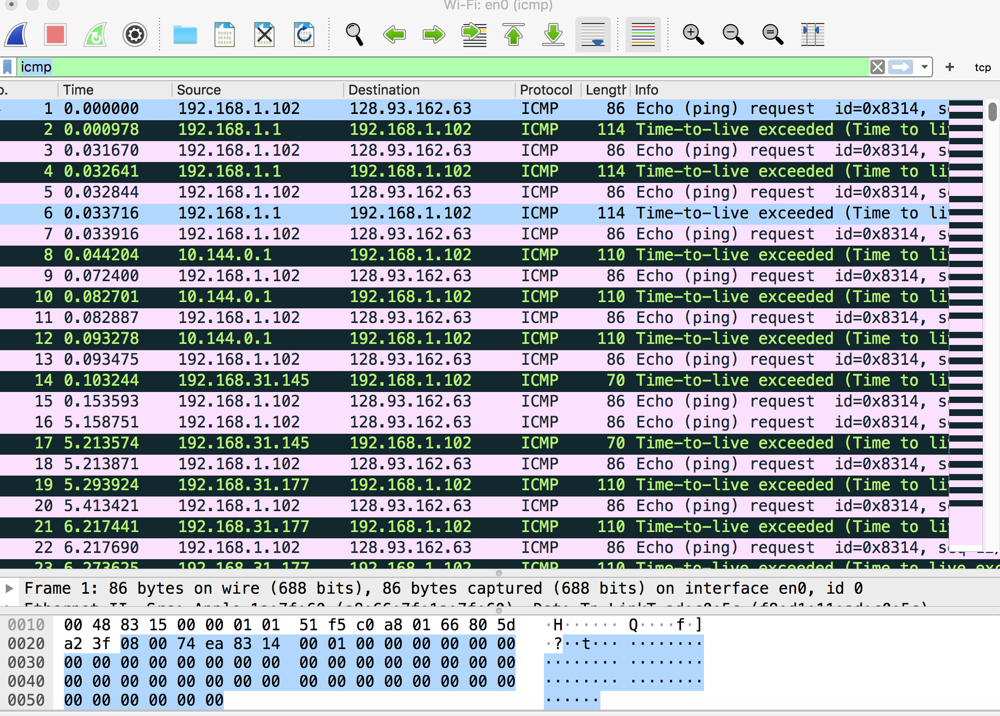 Wi-Fi: en0 (icmp)
icmp
tcp
Time Source Destination Protocol Length Info
1 0.000000 192.168.1.102 128.93.162.63 ICMP 86 Echo (ping) request id=0x8314,
2 0.000978 192.168.1.1 192.168.1.102 ICMP 114 Time-to-live exceeded (Time to
3 0.031670 192.168.1.102 128.93.162.63 ICMP 86 Echo (ping) request id=0x8314,
4 0.032641 192.168.1.1 192.168.1.102 ICMP 114 Time-to-live exceeded (Time to
5 0.032844 192.168.1.102 128.93.162.63 ICMP 86 Echo (ping) request id=0x8314,
6 0.033716 192.168.1.1 192.168.1.102 ICMP 114 Time-to-live exceeded (Time to
7 0.033916 192.168.1.102 128.93.162.63 ICMP 86 Echo (ping) request id=0x8314,
8 0.044204 10.144.0.1 192.168.1.102 ICMP 110 Time-to-live exceeded (Time to
9 0.072400 192.168.1.102 128.93.162.63 ICMP 86 Echo (ping) request id=0x8314,
10 0.082701 10.144.0.1 192.168.1.102 ICMP 110 Time-to-live exceeded (Time to
11 0.082887 192.168.1.102 128.93.162.63 ICMP 86 Echo (ping) request id=0x8314,
12 0.093278 10.144.0.1 192.168.1.102 ICMP 110 Time-to-live exceeded (Time to
13 0.093475 192.168.1.102 128.93.162.63 ICMP 86 Echo (ping) request id=0x8314,
14 0.103244 192.168.31.145 192.168.1.102 ICMP 70 Time-to-live exceeded (Time to
15 0.153593 192.168.1.102 128.93.162.63 ICMP 86 Echo (ping) request id=0x8314,
16 5.158751 192.168.1.102 128.93.162.63 ICMP 86 Echo (ping) request id=0x8314,
17 5.213574 192.168.31.145 192.168.1.102 ICMP 70 Time-to-live exceeded (Time to
18 5.213871 192.168.1.102 128.93.162.63 ICMP 86 Echo (ping) request id=0x8314,
19 5.293924 192.168.31.177 192.168.1.102 ICMP 110 Time-to-live exceeded (Time to
20 5.413421 192.168.1.102 128.93.162.63 ICMP 86 Echo (ping) request id=0x8314,
21 6.217441 192.168.31.177 192.168.1.102 ICMP 110 Time-to-live exceeded (Time to
22 6.217690 192.168.1.102 128.93.162.63 ICMP 86 Echo (ping) request id=0x8314,
23 6.273625 192.168.31.177 192.168.1.102 ICMP 110 Time-to-live exceeded (Time to live
Frame 1: 86 bytes on wire (688 bits), 86 bytes captured (688 bits) on interface en0, id 0
0010 00 48 83 15 00 00 01 01 51 f5 c0 a8 01 66 80 5d ·H······ Q····f·]
0020 a2 3f 08 00 74 ea 83 14 00 01 00 00 00 00 00 00 ·?··t··· ········
0030 00 00 00 00 00 00 00 00 00 00 00 00 00 00 00 00 ········ ········
0040 00 00 00 00 00 00 00 00 00 00 00 00 00 00 00 00 ········ ········
0050 00 00 00 00 00 00 ······